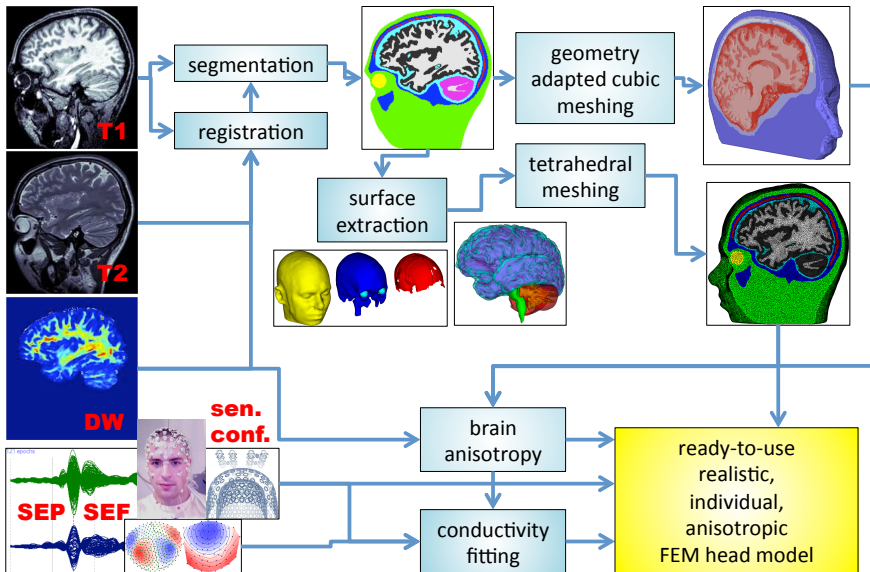 T1
segmentation
registration
geometry
adapted cubic
meshing
T2
surface
extraction
tetrahedral
meshing
DW
sen.
conf.
brain
anisotropy
ready-to-use
realistic,
individual,
anisotropic
FEM head model
SEP SEF
conductivity
fitting